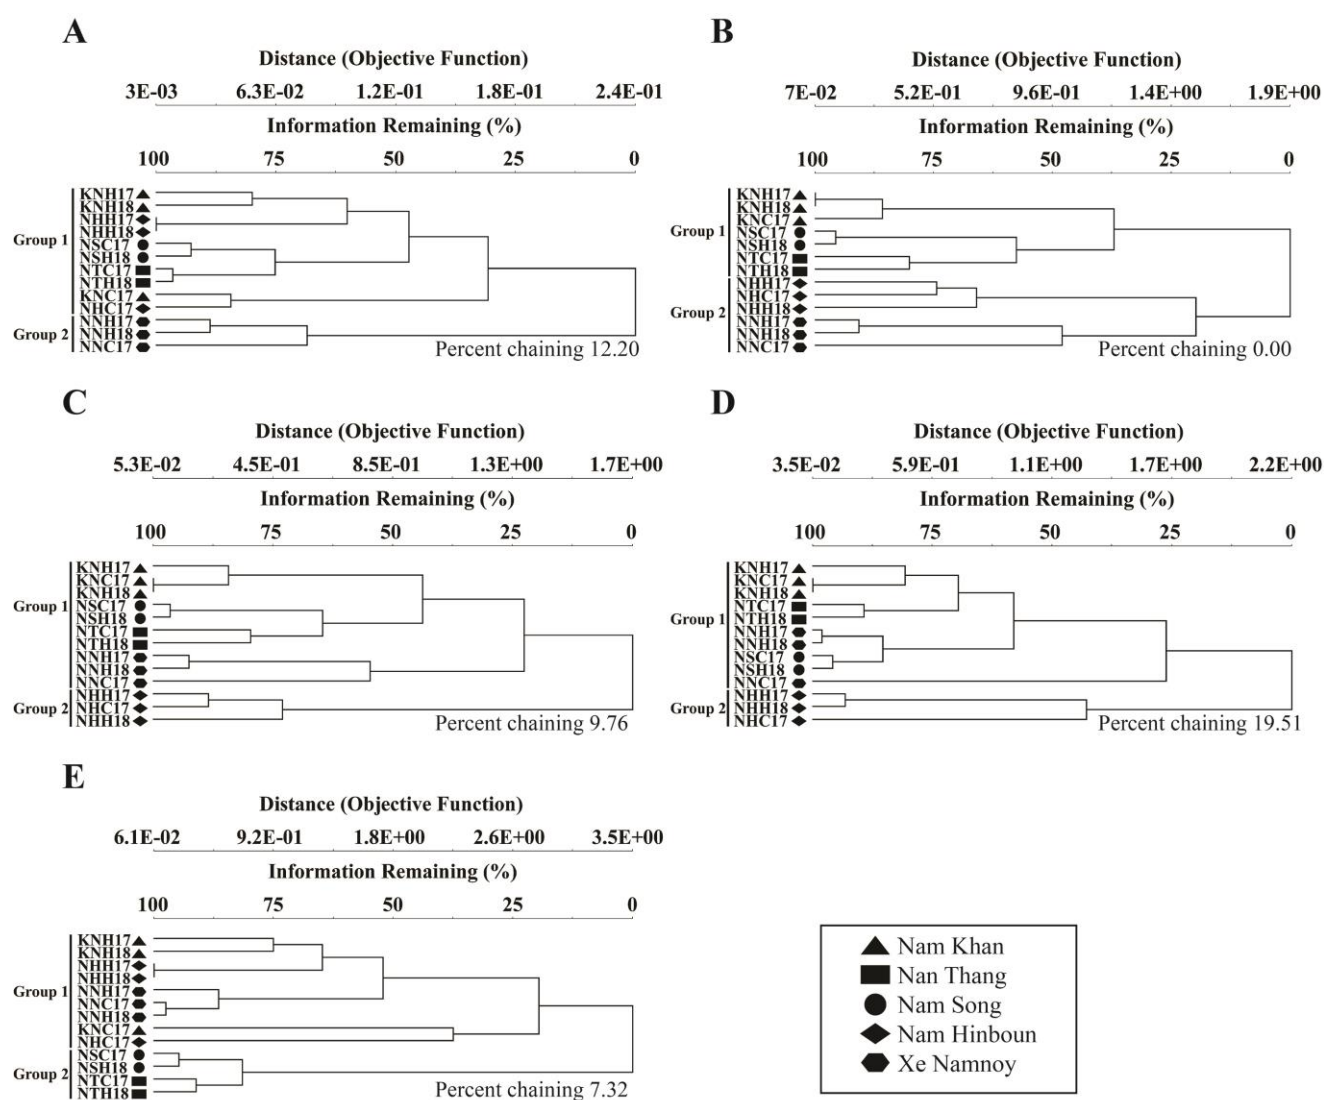 A
Distance (Objective Function)
3E-03 6.3E-02 1.2E-01 1.8E-01 2.4E-01
Information Remaining (%)
100 75 50 25 0
KNH17
KNH18
NHH17
NHH18
Group 1
NSC17
NSH18
NTC17
NTH18
KNC17
NHC17
NNH17
Group 2
NNH18
NNC17
Percent chaining 12.20
B
Distance (Objective Function)
7E-02 5.2E-01 9.6E-01 1.4E+00 1.9E+00
Information Remaining (%)
100 75 50 25 0
KNH17
KNH18
KNC17
Group 1
NSC17
NSH18
NTC17
NTH18
NHH17
NHC17
NHH18
Group 2
NNH17
NNH18
NNC17
Percent chaining 0.00
C
Distance (Objective Function)
5.3E-02 4.5E-01 8.5E-01 1.3E+00 1.7E+00
Information Remaining (%)
100 75 50 25 0
KNH17
KNC17
KNH18
Group 1
NSC17
NSH18
NTC17
NTH18
NNH17
NNH18
NNC17
NHH17
Group 2
NHC17
NHH18
Percent chaining 9.76
D
Distance (Objective Function)
3.5E-02 5.9E-01 1.1E+00 1.7E+00 2.2E+00
Information Remaining (%)
100 75 50 25 0
KNH17
KNC17
KNH18
NTC17
Group 1
NTH18
NNH17
NNH18
NSC17
NSH18
NNC17
NHH17
Group 2
NHH18
NHC17
Percent chaining 19.51
E
Distance (Objective Function)
6.1E-02 9.2E-01 1.8E+00 2.6E+00 3.5E+00
Information Remaining (%)
100 75 50 25 0
KNH17
KNH18
NHH17
NHH18
Group 1
NNH17
NNC17
NNH18
KNC17
NHC17
NSC17
Group 2
NSH18
NTC17
NTH18
Percent chaining 7.32
Nam Khan
Nan Thang
Nam Song
Nam Hinboun
Xe Namnoy